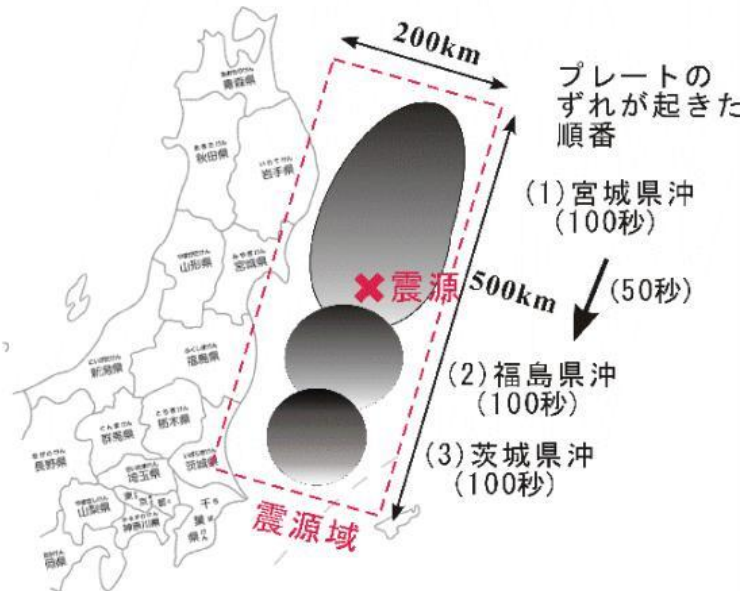 200km
プレートの
ずれが起きた
順番
(1)宮城県沖
(100秒)
(50秒)
(2)福島県沖
(100秒)
(3)茨城県沖
(100秒)
500km
震源
震源域
青森県
秋田県
岩手県
山形県
宮城県
新潟県
福島県
群馬県
栃木県
長野県
埼玉県
茨城県
山梨県
東京都
神奈川県
千葉県